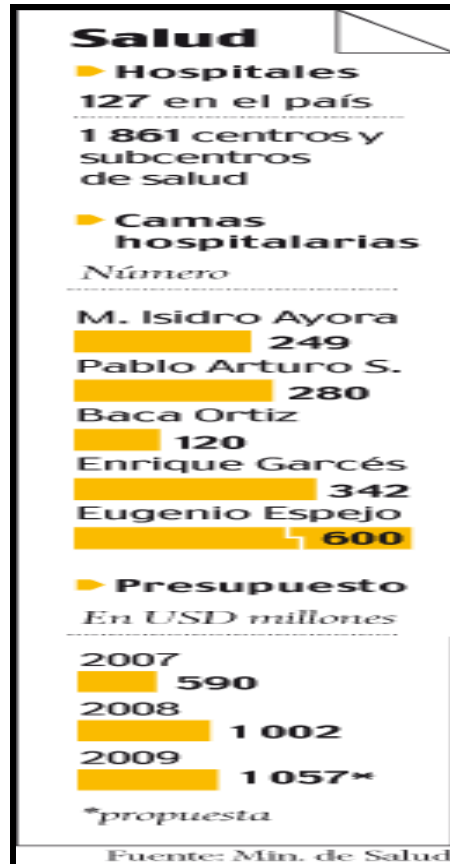 Salud
Hospitales
127 en el país
1 861 centros y
subcentros
de salud
Camas
hospitalarias
Número
M. Isidro Ayora
249
Pablo Arturo S.
280
Baca Ortiz
120
Enrique Garcés
342
Eugenio Espejo
600
Presupuesto
En USD millones
2007
590
2008
1 002
2009
1 057*
*propuesta
Fuente: Min. de Salud